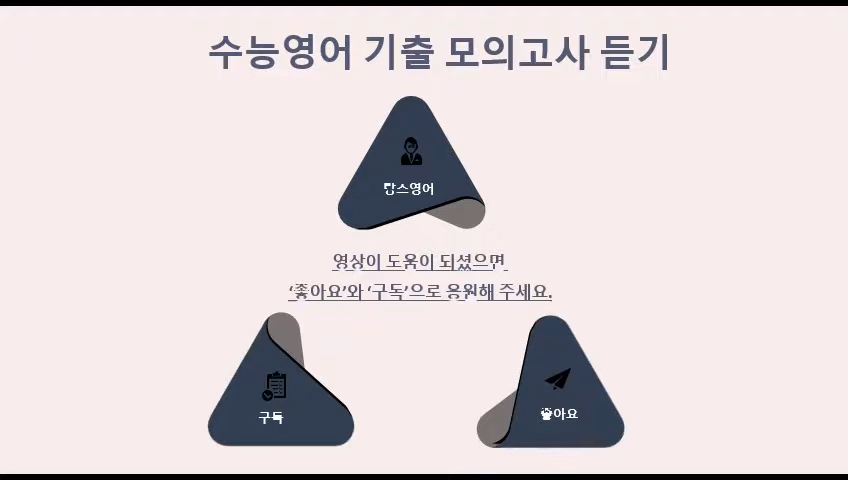 수능영어 기출 모의고사 듣기
탑스영어
영상이 도움이 되셨으면
‘좋아요’와 ‘구독’으로 응원해 주세요.
구독
좋아요